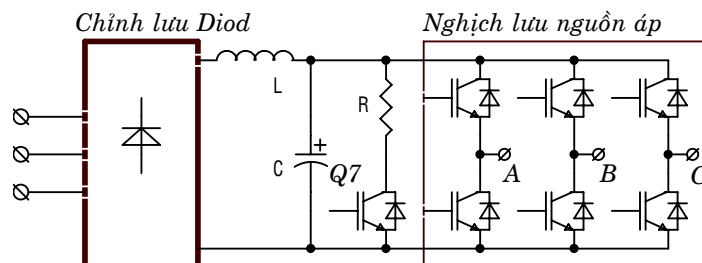 Chỉnh lưu Diod
Nghịch lưu nguồn áp
L
R
+
C
Q7
A
B
C